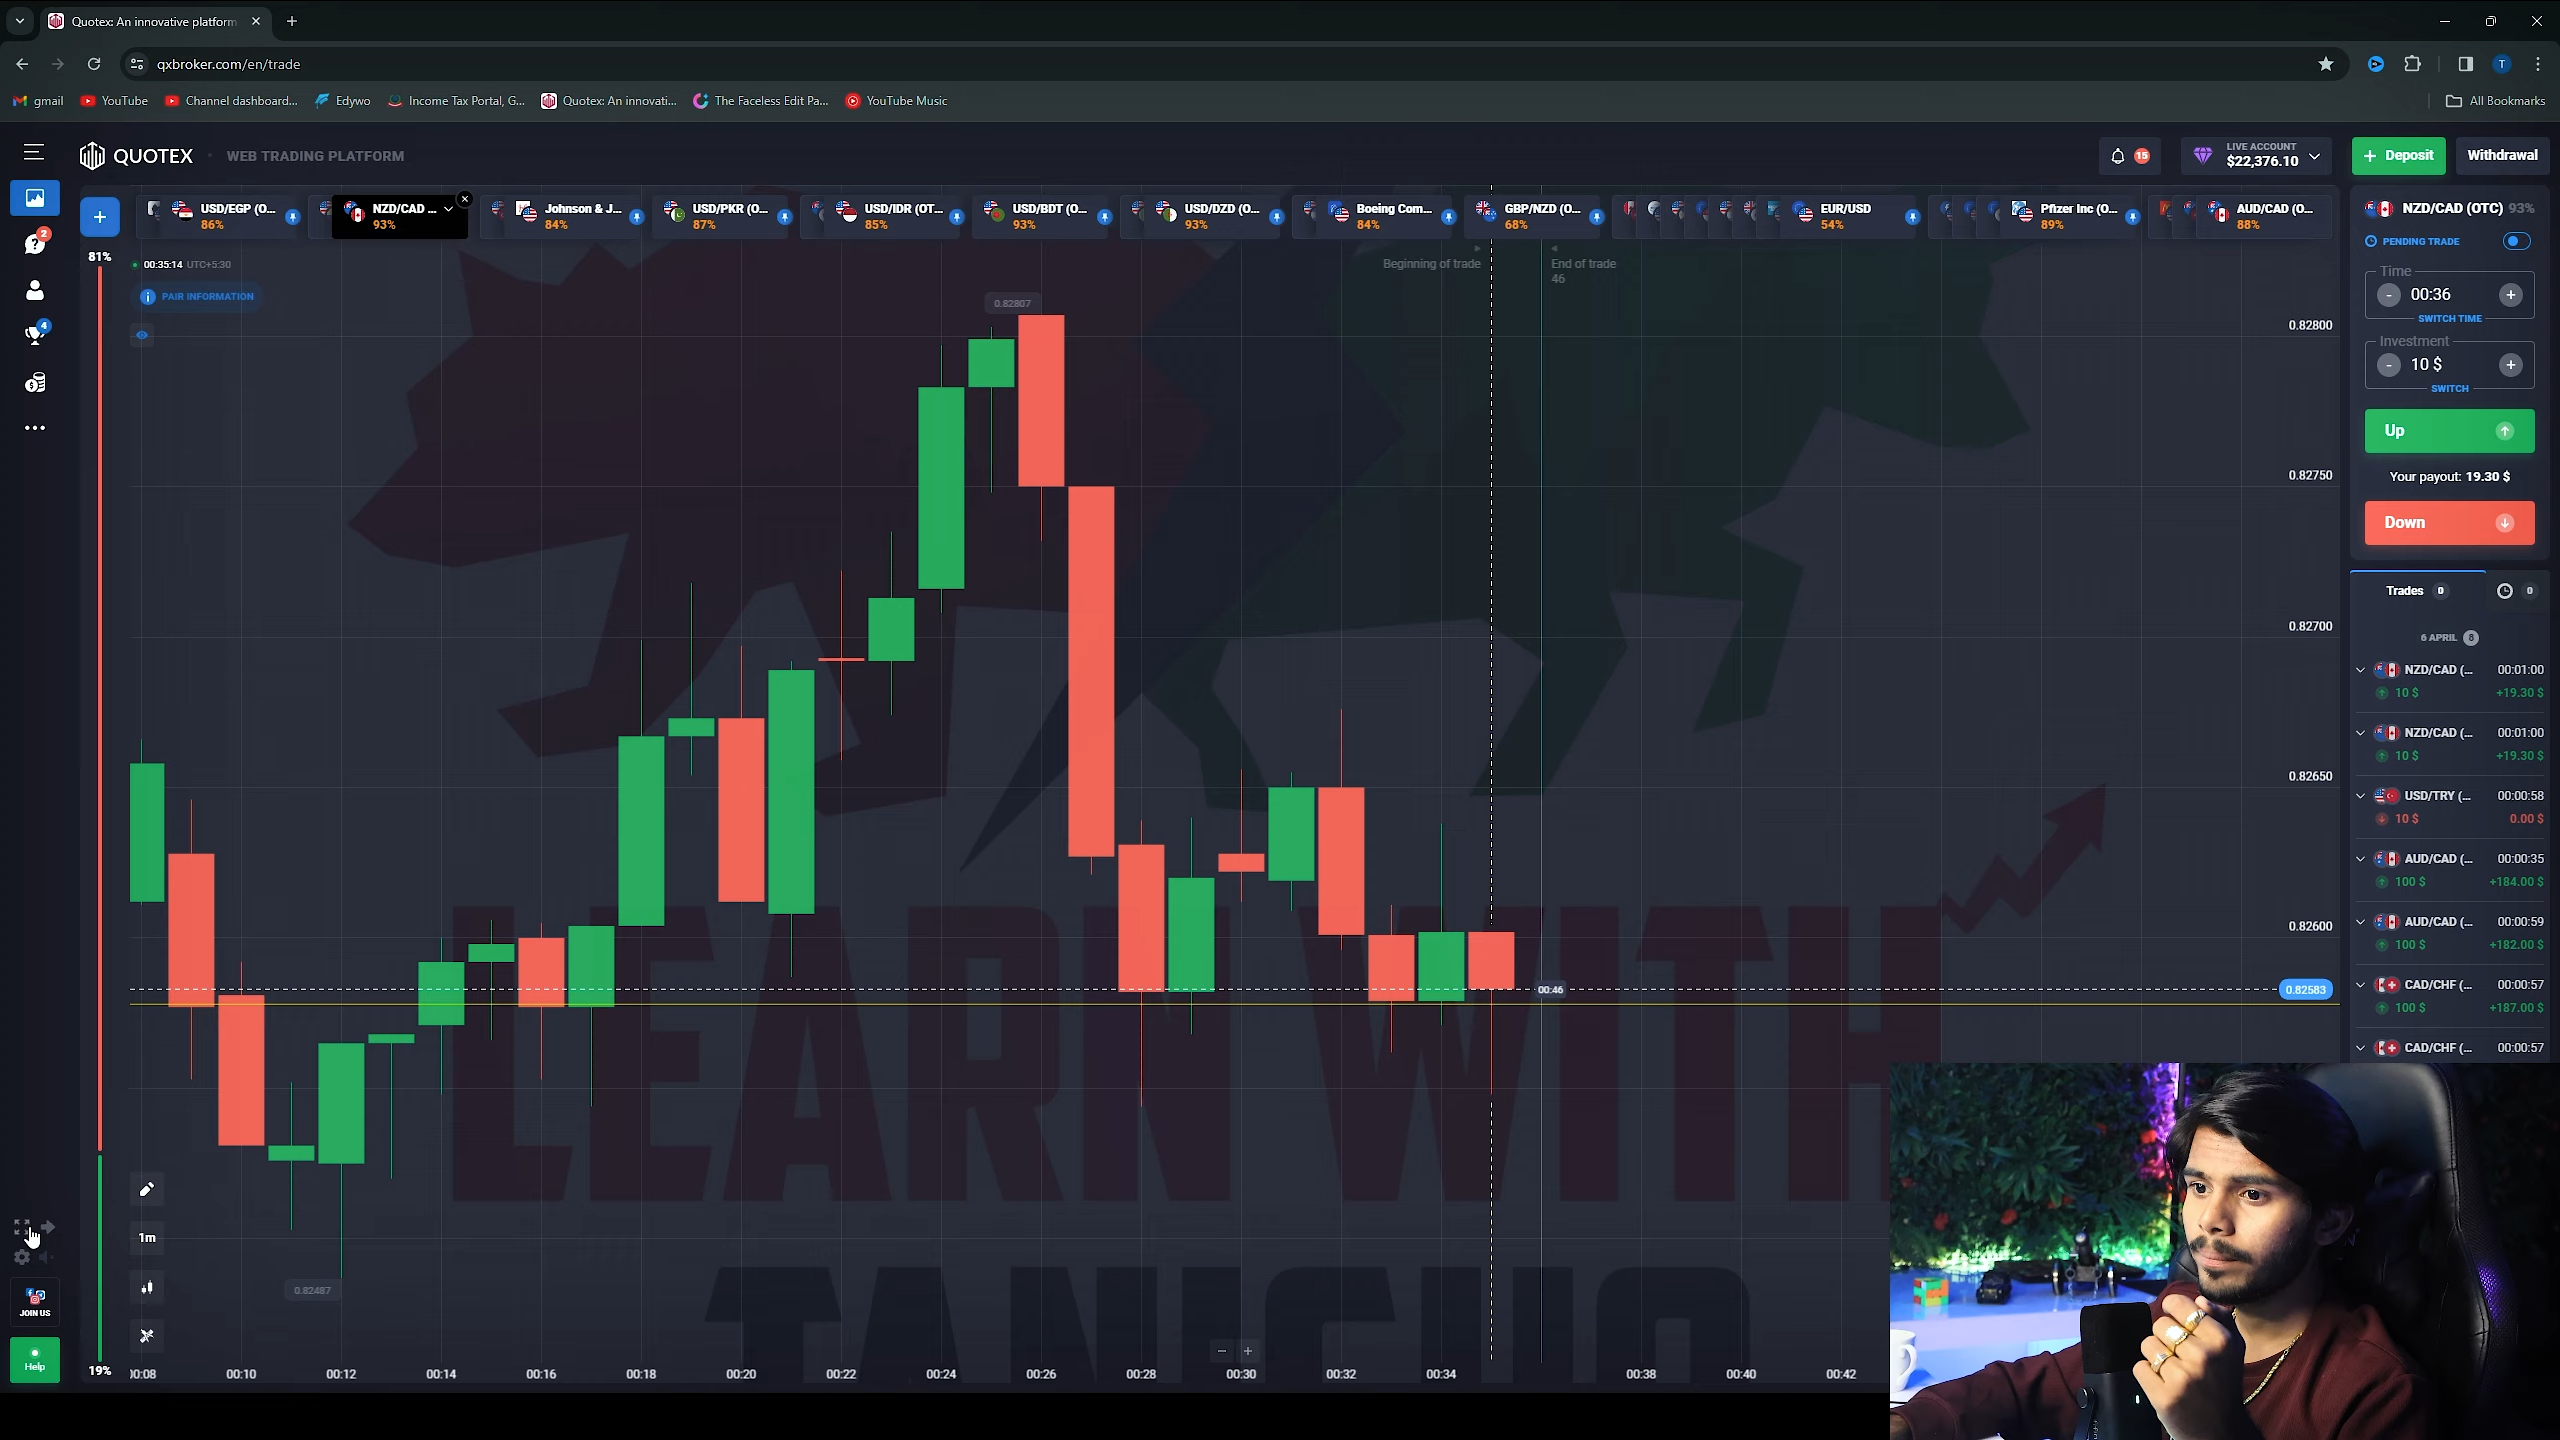 Quotex: An innovative platform
qxbroker.com/en/trade
gmail
YouTube
Channel dashboard...
Edywo
Income Tax Portal, G...
Quotex: An innovati...
The Faceless Edit Pa...
YouTube Music
All Bookmarks
QUOTEX
WEB TRADING PLATFORM
15
LIVE ACCOUNT
$22,376.10
Deposit
Withdrawal
USD/EGP (O...
86%
NZD/CAD ...
93%
Johnson & J...
84%
USD/PKR (O...
87%
USD/IDR (OT...
85%
USD/BDT (O...
93%
USD/DZD (O...
93%
Boeing Com...
84%
GBP/NZD (O...
68%
EUR/USD
54%
Pfizer Inc (O...
89%
AUD/CAD (O...
88%
2
4
81%
00:35:14 UTC+5:30
PAIR INFORMATION
Beginning of trade
End of trade
46
0.82807
0.82800
0.82750
0.82700
0.82650
0.82600
00:46
0.82583
0.82487
LEARN WITH
1m
JOIN US
Help
19%
00:10
00:12
00:14
00:16
00:18
00:20
00:22
00:24
00:26
00:28
00:30
00:32
00:34
00:38
00:40
00:42
NZD/CAD (OTC) 93%
PENDING TRADE
Time
- 00:36 +
SWITCH TIME
Investment
- 10 $ +
SWITCH
Up
Your payout: 19.30 $
Down
Trades 0
0
6 APRIL 8
NZD/CAD (... 00:01:00
10 $ +19.30 $
NZD/CAD (... 00:01:00
10 $ +19.30 $
USD/TRY (... 00:00:58
10 $ 0.00 $
AUD/CAD (... 00:00:35
100 $ +184.00 $
AUD/CAD (... 00:00:59
100 $ +182.00 $
CAD/CHF (... 00:00:57
100 $ +187.00 $
CAD/CHF (... 00:00:57